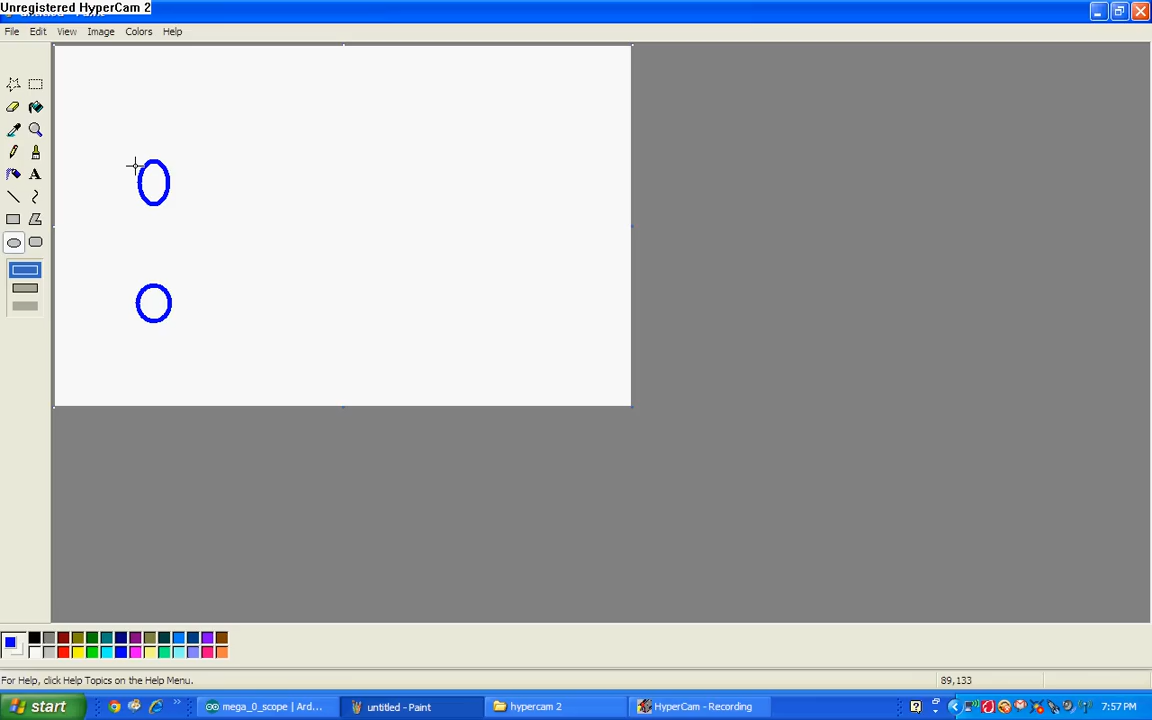 Unregistered HyperCam 2
File Edit View Image Colors Help
A
For Help, click Help Topics on the Help Menu.
89,133
start
mega_0_scope | Ard...
untitled - Paint
hypercam 2
HyperCam - Recording
7:57 PM